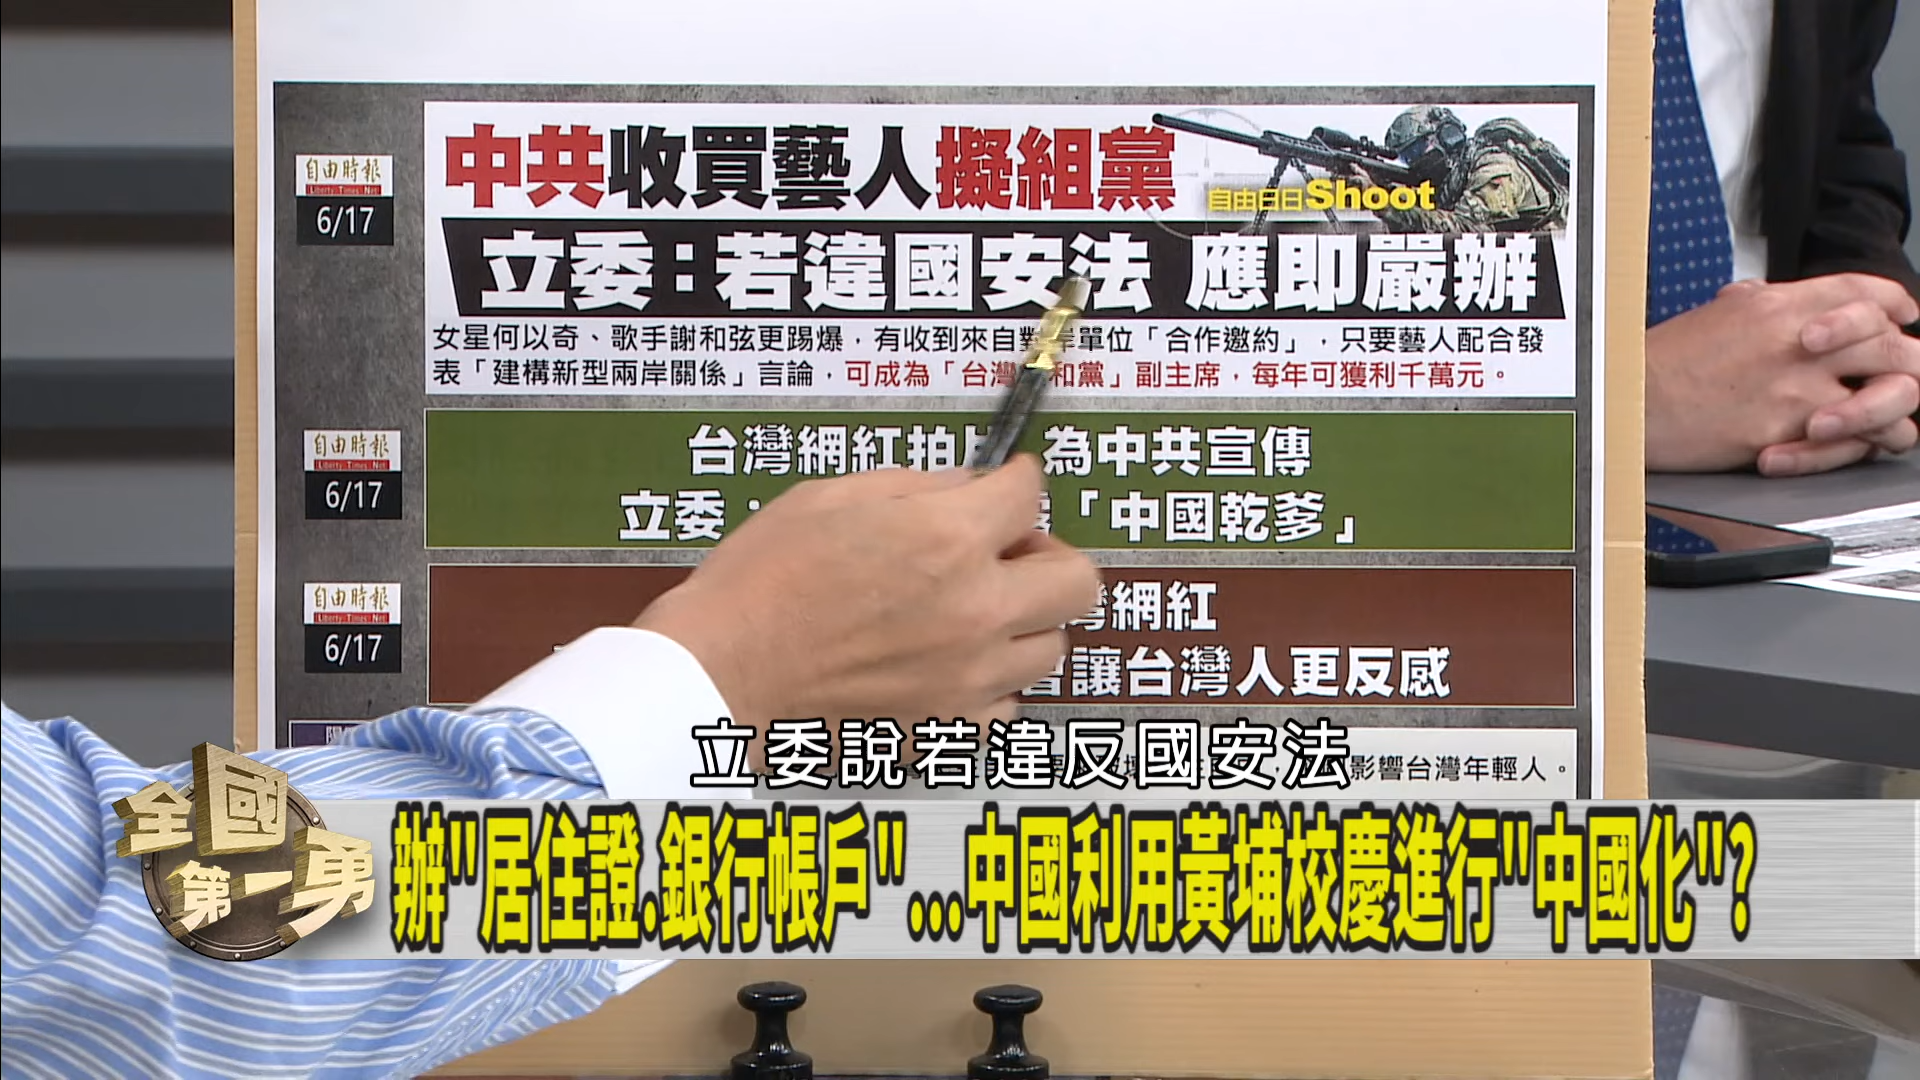 自由時報
Liberty Times Net
6/17
中共收買藝人擬組黨
自由日日Shoot
立委：若違國安法 應即嚴辦
女星何以奇、歌手謝和弦更踢爆，有收到來自對岸單位「合作邀約」，只要藝人配合發
表「建構新型兩岸關係」言論，可成為「台灣 和黨」副主席，每年可獲利千萬元。
自由時報
Liberty Times Net
6/17
台灣網紅拍片 為中共宣傳
立委： 「中國乾爹」
自由時報
Liberty Times Net
6/17
灣網紅
會讓台灣人更反感
影響台灣年輕人。
立委說若違反國安法
全國第一勇
辦"居住證.銀行帳戶"...中國利用黃埔校慶進行"中國化"?